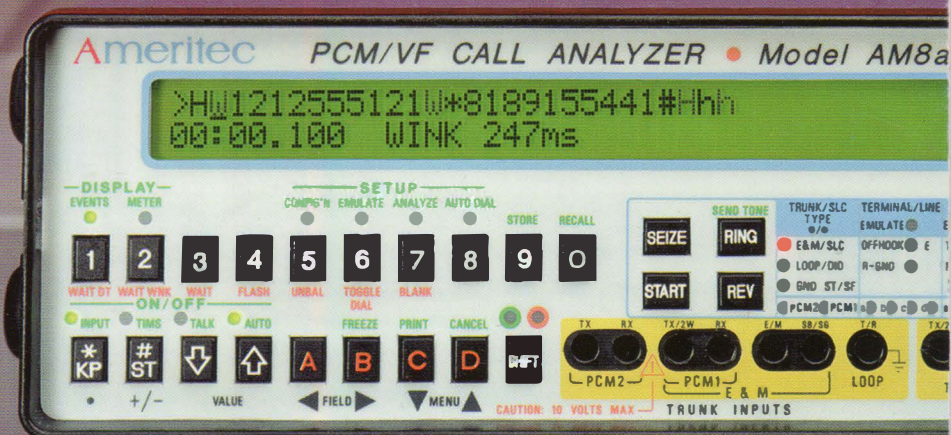 Ameritec PCM/VF CALL ANALYZER • Model AM8a
>HW1212555121W*8189155441#Hhh
00:00.100 WINK 247ms
DISPLAY SETUP
EVENTS METER CONFIG'N EMULATE ANALYZE AUTO DIAL STORE RECALL
1 2 3 4 5 6 7 8 9 0
WAIT DT WAIT WNK WAIT FLASH UNBAL TOGGLE DIAL BLANK
ON/OFF
INPUT TIMS TALK AUTO FREEZE PRINT CANCEL
* KP # ST A B C D SHIFT
• +/- VALUE FIELD MENU
SEND TONE
SEIZE RING
START REV
TRUNK/SLC TYPE
E&M/SLC
LOOP/DID
GND ST/SF
PCM2 PCM1
TERMINAL/LINE
EMULATE E
OFFHOOK E
R-GND
a b c d
TX RX TX/2W RX E/M SB/SG T/R
PCM2 PCM1 LOOP
E & M
CAUTION: 10 VOLTS MAX TRUNK INPUTS